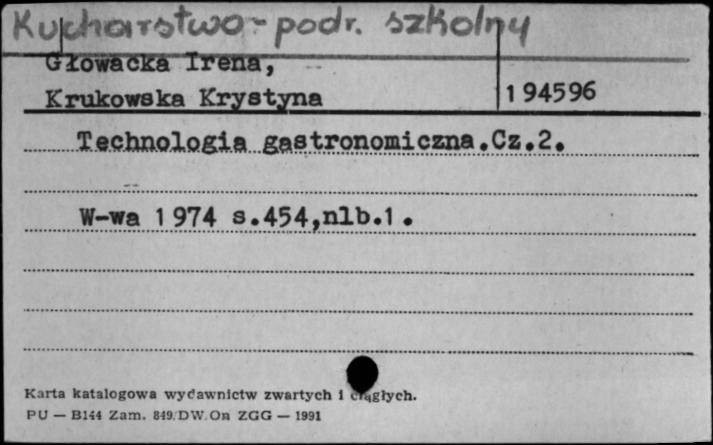 Kucharstwo - podr. szkolny
Głowacka Irena,
Krukowska Krystyna
194596
Technologia gastronomiczna.Cz.2.
W-wa 1974 s.454,nlb.1.
Karta katalogowa wydawnictw zwartych i ciągłych.
PU — B144 Zam. 849/DW/On ZGG — 1991